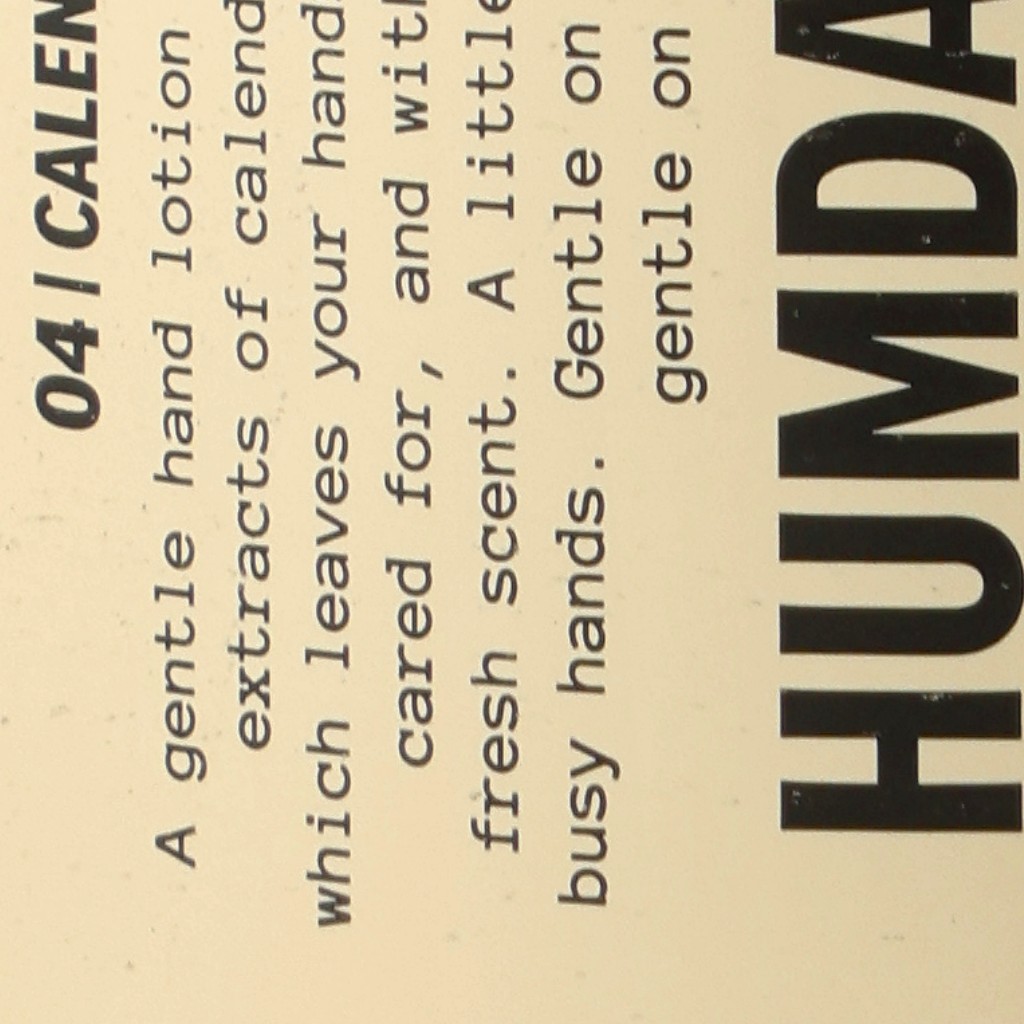 04 | CALEN
A gentle hand lotion
extracts of calend
which leaves your hand
cared for, and with
fresh scent. A little
busy hands. Gentle on
gentle on
HUMDA